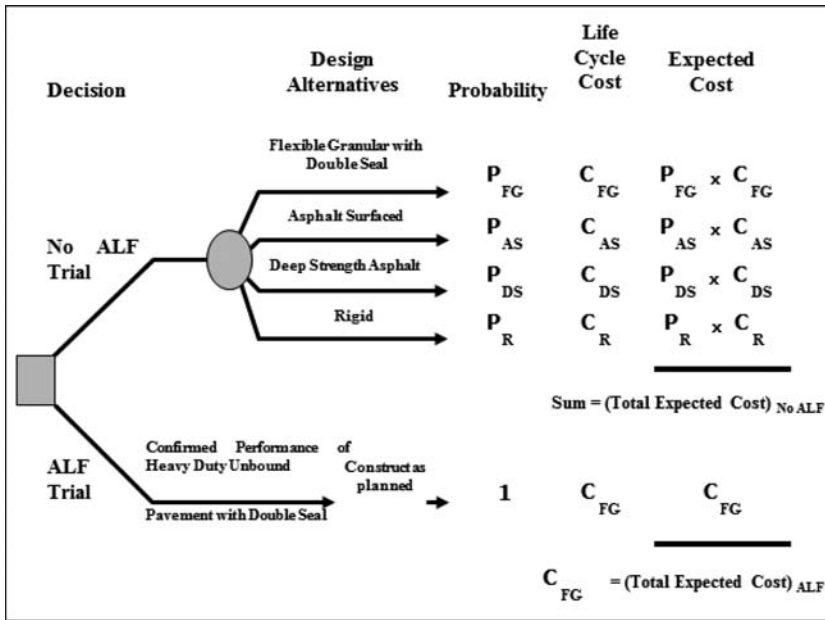 Decision
Design
Alternatives
Probability
Life
Cycle
Cost
Expected
Cost
Flexible Granular with
Double Seal
P FG
C FG
P FG x C FG
Asphalt Surfaced
P AS
C AS
P AS x C AS
No ALF
Trial
Deep Strength Asphalt
P DS
C DS
P DS x C DS
Rigid
P R
C R
P R x C R
Sum = (Total Expected Cost) No ALF
ALF
Trial
Confirmed Performance of
Heavy Duty Unbound
Pavement with Double Seal
Construct as
planned
1
C FG
C FG
C FG = (Total Expected Cost) ALF